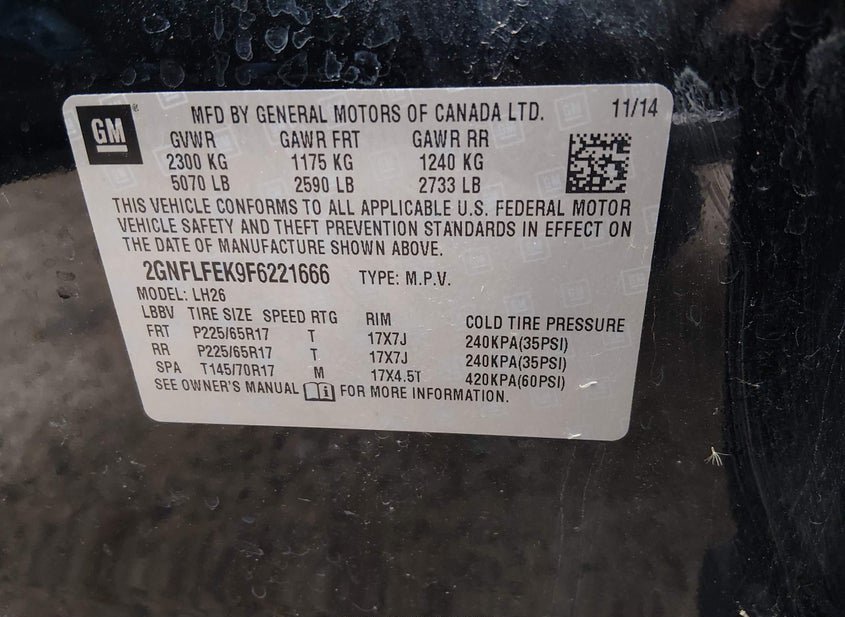 GM
MFD BY GENERAL MOTORS OF CANADA LTD. 11/14
GVWR GAWR FRT GAWR RR
2300 KG 1175 KG 1240 KG
5070 LB 2590 LB 2733 LB
THIS VEHICLE CONFORMS TO ALL APPLICABLE U.S. FEDERAL MOTOR
VEHICLE SAFETY AND THEFT PREVENTION STANDARDS IN EFFECT ON
THE DATE OF MANUFACTURE SHOWN ABOVE.
2GNFLFEK9F6221666 TYPE: M.P.V.
MODEL: LH26
LBBV TIRE SIZE SPEED RTG RIM COLD TIRE PRESSURE
FRT P225/65R17 T 17X7J 240KPA(35PSI)
RR P225/65R17 T 17X7J 240KPA(35PSI)
SPA T145/70R17 M 17X4.5T 420KPA(60PSI)
SEE OWNER'S MANUAL FOR MORE INFORMATION.